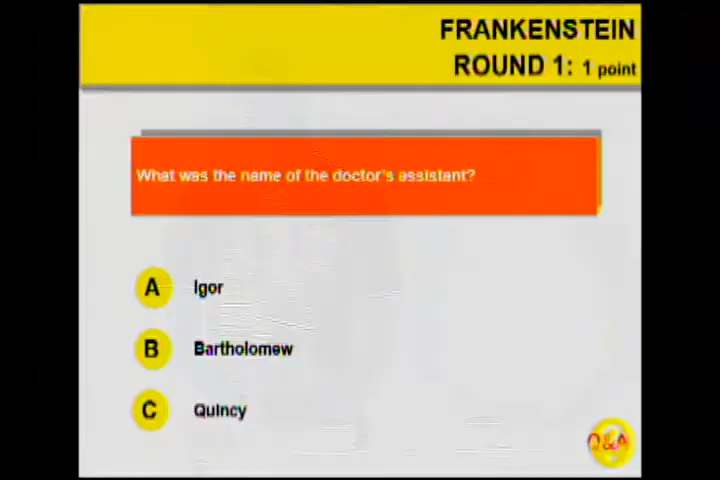 FRANKENSTEIN
ROUND 1: 1 point
What was the name of the doctor's assistant?
A Igor
B Bartholomew
C Quincy
Q&A